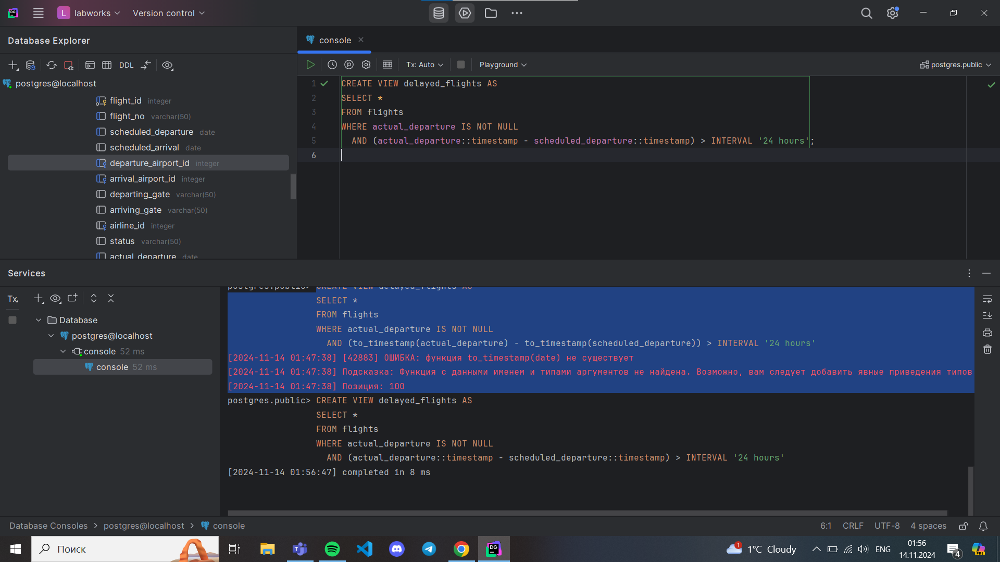 L labworks Version control
Database Explorer
console
DDL
Tx: Auto Playground postgres.public
postgres@localhost
flight_id integer
flight_no varchar(50)
scheduled_departure date
scheduled_arrival date
departure_airport_id integer
arrival_airport_id integer
departing_gate varchar(50)
arriving_gate varchar(50)
airline_id integer
status varchar(50)
actual_departure date
1 CREATE VIEW delayed_flights AS
2 SELECT *
3 FROM flights
4 WHERE actual_departure IS NOT NULL
5 AND (actual_departure::timestamp - scheduled_departure::timestamp) > INTERVAL '24 hours';
6
Services
Tx
Database
postgres@localhost
console 52 ms
console 52 ms
postgres.public> CREATE VIEW delayed_flights AS
SELECT *
FROM flights
WHERE actual_departure IS NOT NULL
AND (to_timestamp(actual_departure) - to_timestamp(scheduled_departure)) > INTERVAL '24 hours'
[2024-11-14 01:47:38] [42883] ОШИБКА: функция to_timestamp(date) не существует
[2024-11-14 01:47:38] Подсказка: Функция с данными именем и типами аргументов не найдена. Возможно, вам следует добавить явные приведения типов
[2024-11-14 01:47:38] Позиция: 100
postgres.public> CREATE VIEW delayed_flights AS
SELECT *
FROM flights
WHERE actual_departure IS NOT NULL
AND (actual_departure::timestamp - scheduled_departure::timestamp) > INTERVAL '24 hours'
[2024-11-14 01:56:47] completed in 8 ms
Database Consoles > postgres@localhost > console
6:1 CRLF UTF-8 4 spaces
Поиск
1 1°C Cloudy
ENG
01:56
14.11.2024
4
PRE